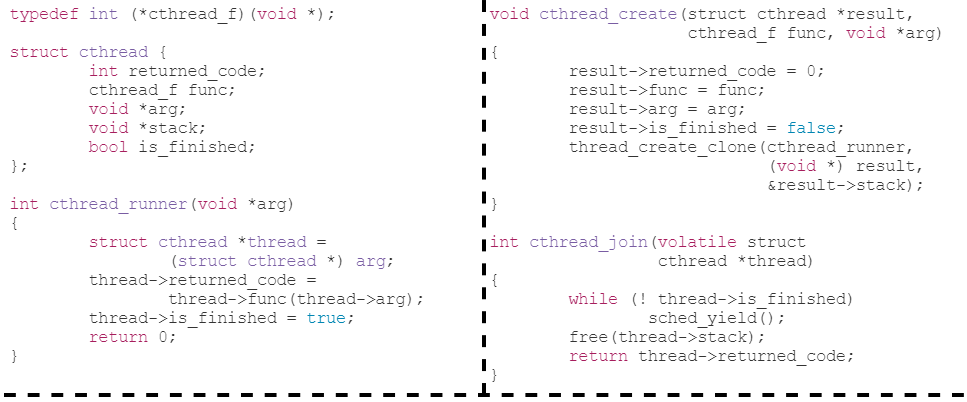 typedef int (*cthread_f)(void *);

struct cthread {
        int returned_code;
        cthread_f func;
        void *arg;
        void *stack;
        bool is_finished;
};

int cthread_runner(void *arg)
{
        struct cthread *thread =
                (struct cthread *) arg;
        thread->returned_code =
                thread->func(thread->arg);
        thread->is_finished = true;
        return 0;
}
void cthread_create(struct cthread *result,
                    cthread_f func, void *arg)
{
        result->returned_code = 0;
        result->func = func;
        result->arg = arg;
        result->is_finished = false;
        thread_create_clone(cthread_runner,
                            (void *) result,
                            &result->stack);
}

int cthread_join(volatile struct
                 cthread *thread)
{
        while (! thread->is_finished)
                sched_yield();
        free(thread->stack);
        return thread->returned_code;
}